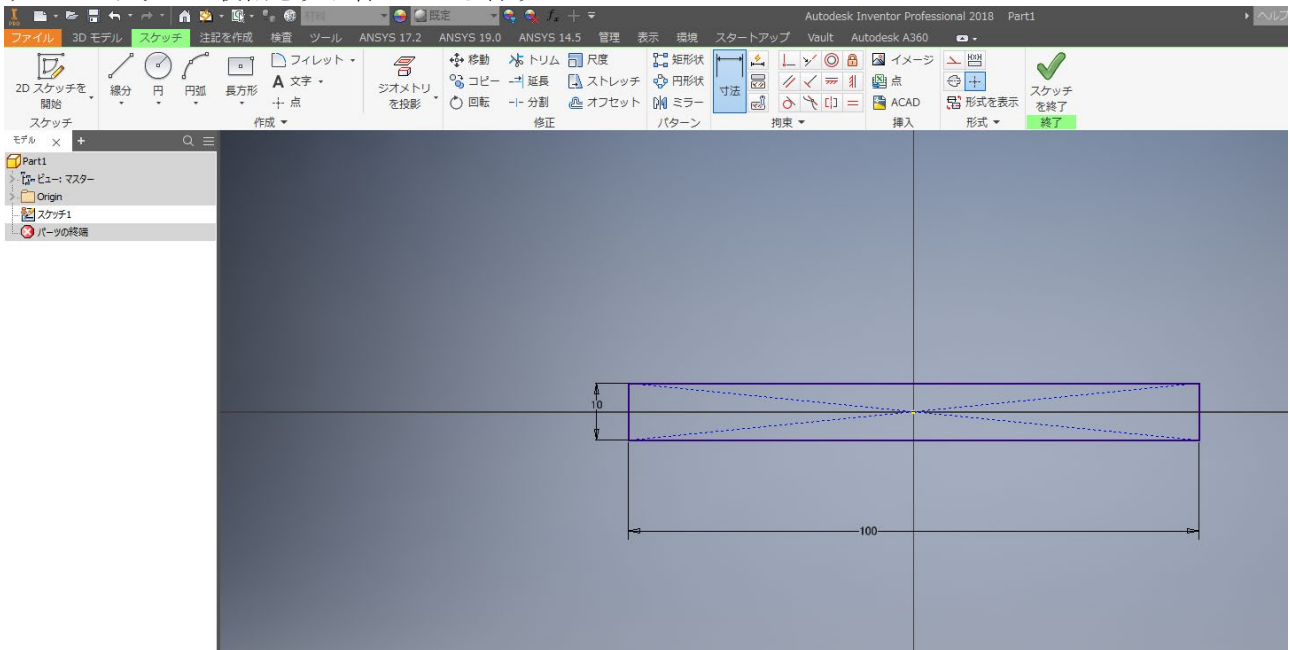 既定
Autodesk Inventor Professional 2018 Part1
ヘルプ
ファイル 3D モデル スケッチ 注記を作成 検査 ツール ANSYS 17.2 ANSYS 19.0 ANSYS 14.5 管理 表示 環境 スタートアップ Vault Autodesk A360
フィレット 移動 トリム 尺度 矩形状 イメージ
2D スケッチを開始 線分 円 円弧 長方形 文字 ジオメトリを投影 コピー 延長 ストレッチ 円形状 寸法 点 スケッチを終了
点 回転 分割 オフセット ミラー ACAD 形式を表示
スケッチ 作成 修正 パターン 拘束 挿入 形式 終了
モデル × +
Part1
ビュー: マスター
Origin
スケッチ1
パーツの終端
10
100